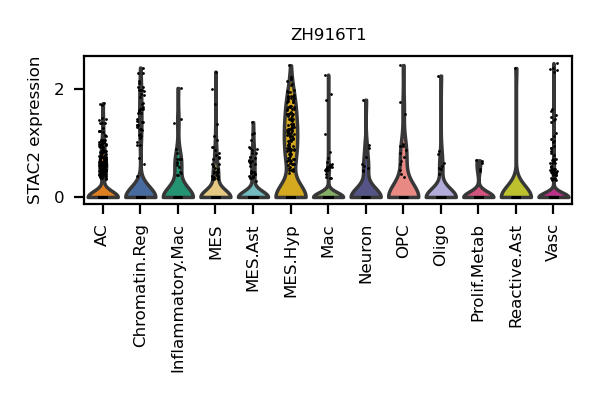 ZH916T1
STAC2 expression
2
0
AC
Chromatin.Reg
Inflammatory.Mac
MES
MES.Ast
MES.Hyp
Mac
Neuron
OPC
Oligo
Prolif.Metab
Reactive.Ast
Vasc